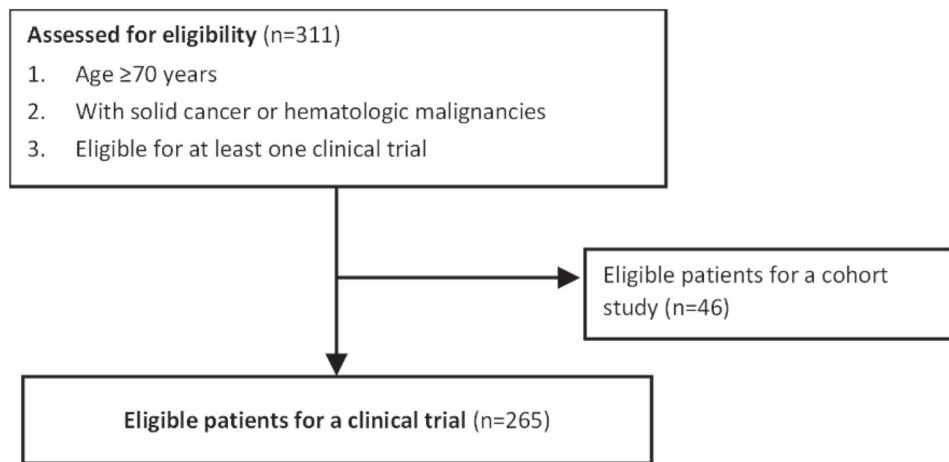 Assessed for eligibility (n=311)
1. Age ≥70 years
2. With solid cancer or hematologic malignancies
3. Eligible for at least one clinical trial
Eligible patients for a cohort
study (n=46)
Eligible patients for a clinical trial (n=265)